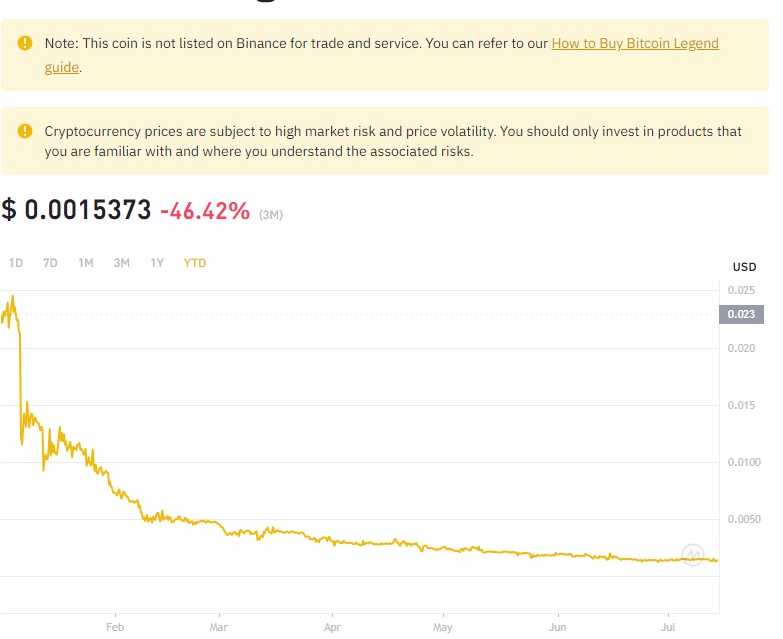 Note: This coin is not listed on Binance for trade and service. You can refer to our How to Buy Bitcoin Legend
guide.
Cryptocurrency prices are subject to high market risk and price volatility. You should only invest in products that
you are familiar with and where you understand the associated risks.
$ 0.0015373 -46.42% (3M)
1D 7D 1M 3M 1Y YTD
USD
0.025
0.023
0.020
0.015
0.0100
0.0050
Feb Mar Apr May Jun Jul